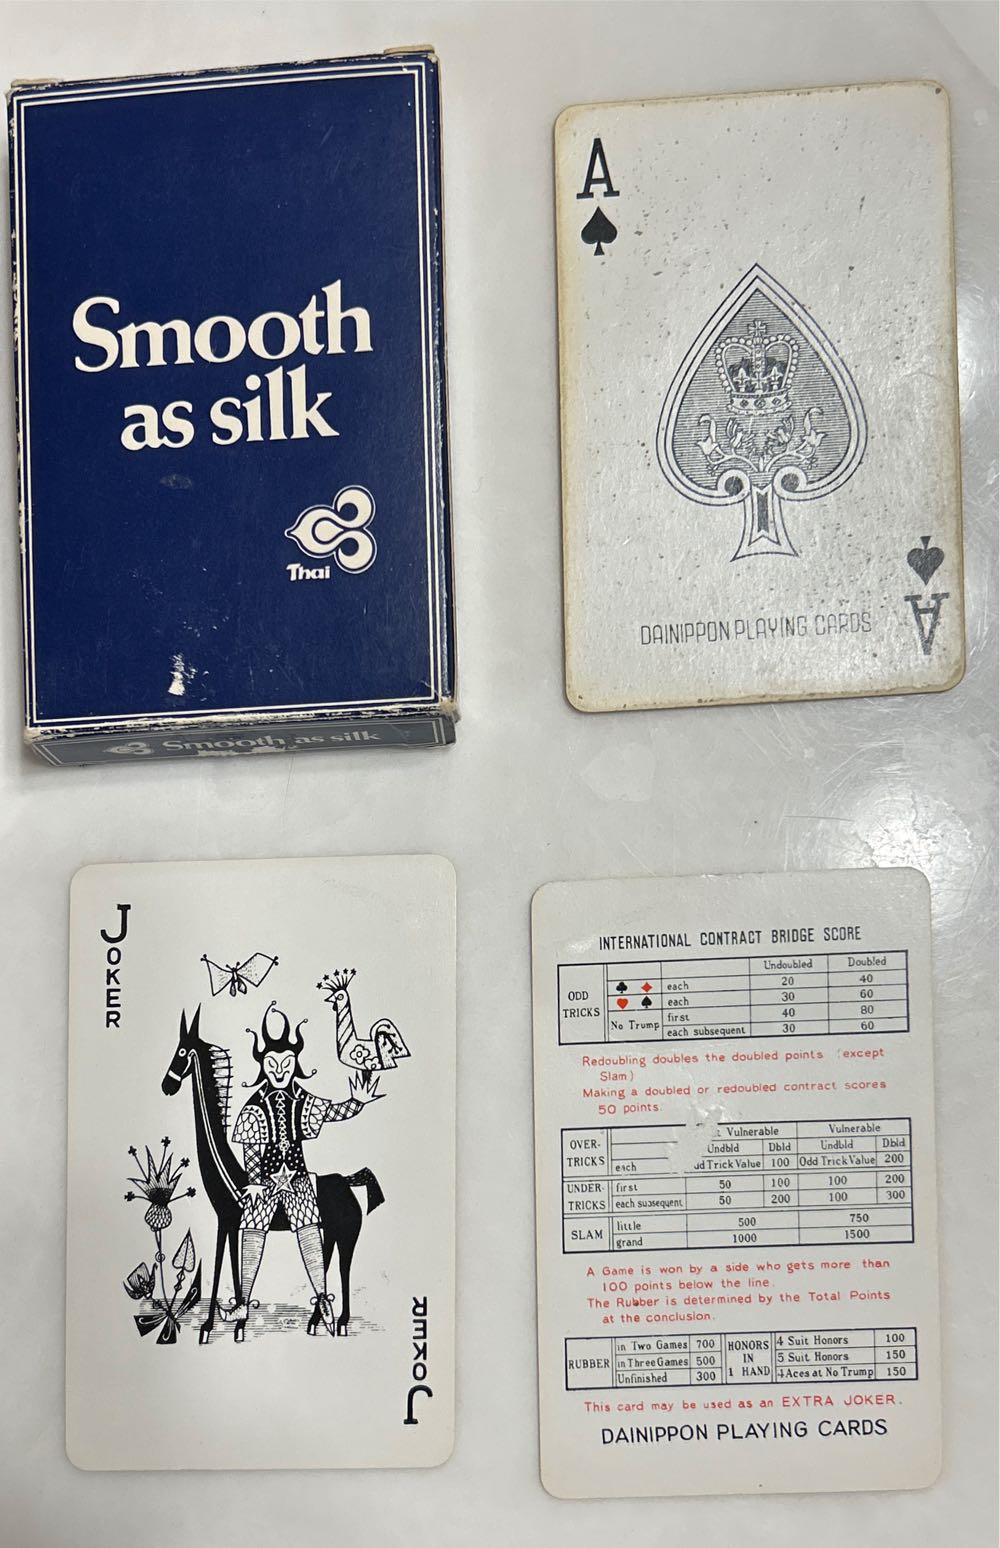 Smooth
as silk
Thai
Smooth as silk
A
DAINIPPON PLAYING CARDS
A
JOKER
JOKER
INTERNATIONAL CONTRACT BRIDGE SCORE
Undoubled Doubled
ODD TRICKS
♣ ♦ each 20 40
♥ ♠ each 30 60
No Trump first 40 80
each subsequent 30 60
Redoubling doubles the doubled points (except
Slam)
Making a doubled or redoubled contract scores
50 points.
Vulnerable Vulnerable
OVER-TRICKS
Undbld Dbld Undbld Dbld
each Trick Value 100 Odd Trick Value 200
UNDER-TRICKS
first 50 100 100 200
each subsequent 50 200 100 300
SLAM
little 500 750
grand 1000 1500
A Game is won by a side who gets more than
100 points below the line.
The Rubber is determined by the Total Points
at the conclusion.
RUBBER
in Two Games 700
in Three Games 500
Unfinished 300
HONORS
IN
1 HAND
4 Suit Honors 100
5 Suit Honors 150
4 Aces at No Trump 150
This card may be used as an EXTRA JOKER.
DAINIPPON PLAYING CARDS